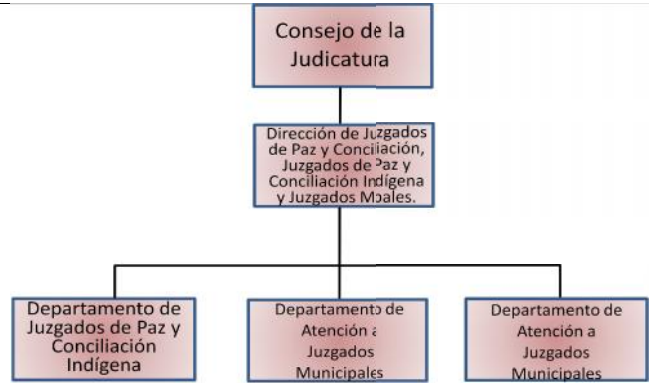 Consejo de la
Judicatura
Dirección de Juzgados
de Paz y Conciliación,
Juzgados de Paz y
Conciliación Indígena
y Juzgados Mpales.
Departamento de
Juzgados de Paz y
Conciliación
Indígena
Departamento de
Atención a
Juzgados
Municipales
Departamento de
Atención a
Juzgados
Municipales